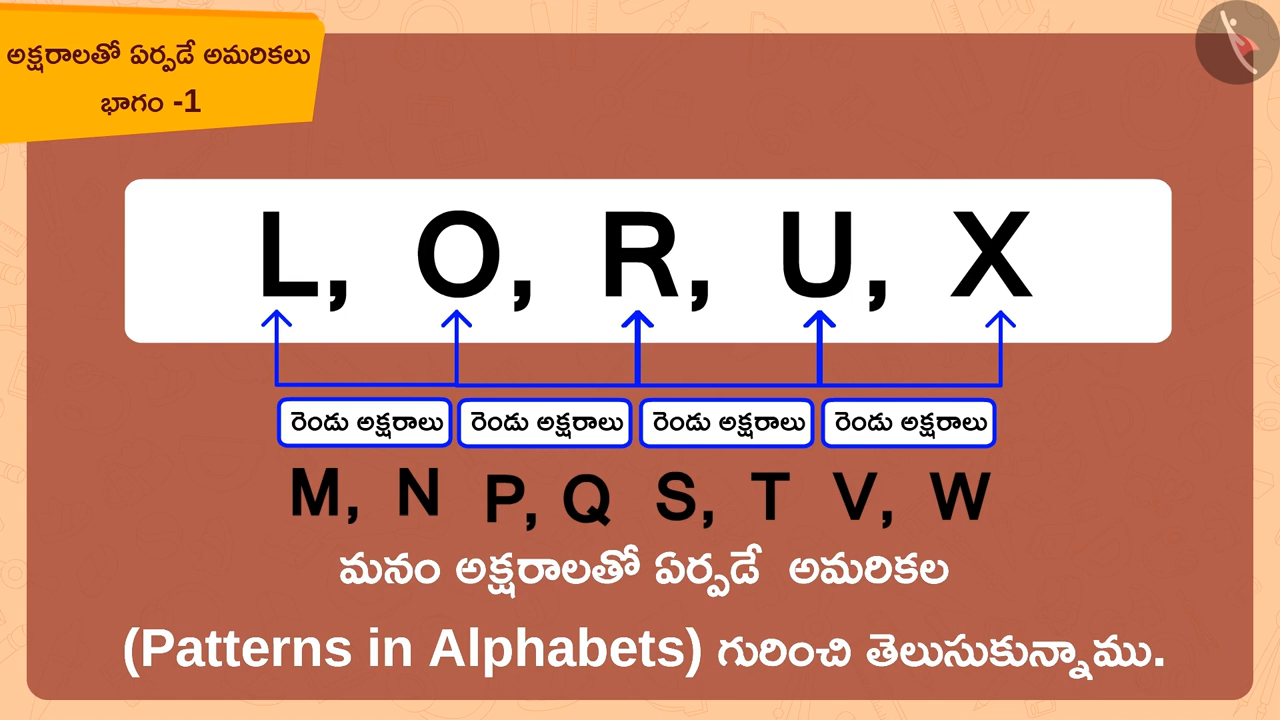 అక్షరాలతో ఏర్పడే అమరికలు
భాగం -1
L, O, R, U, X
రెండు అక్షరాలు రెండు అక్షరాలు రెండు అక్షరాలు రెండు అక్షరాలు
M, N P, Q S, T V, W
మనం అక్షరాలతో ఏర్పడే అమరికల
(Patterns in Alphabets) గురించి తెలుసుకున్నాము.